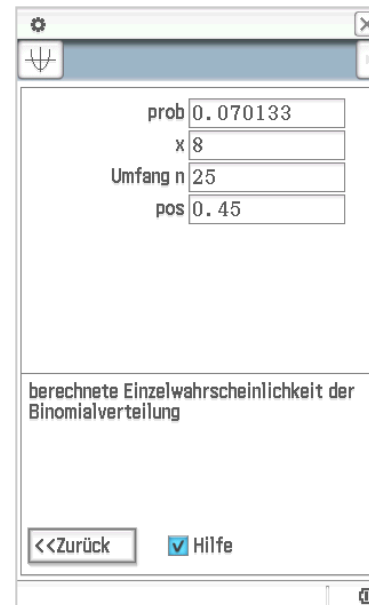 prob 0.070133
x 8
Umfang n 25
pos 0.45
berechnete Einzelwahrscheinlichkeit der
Binomialverteilung
<<Zurück Hilfe